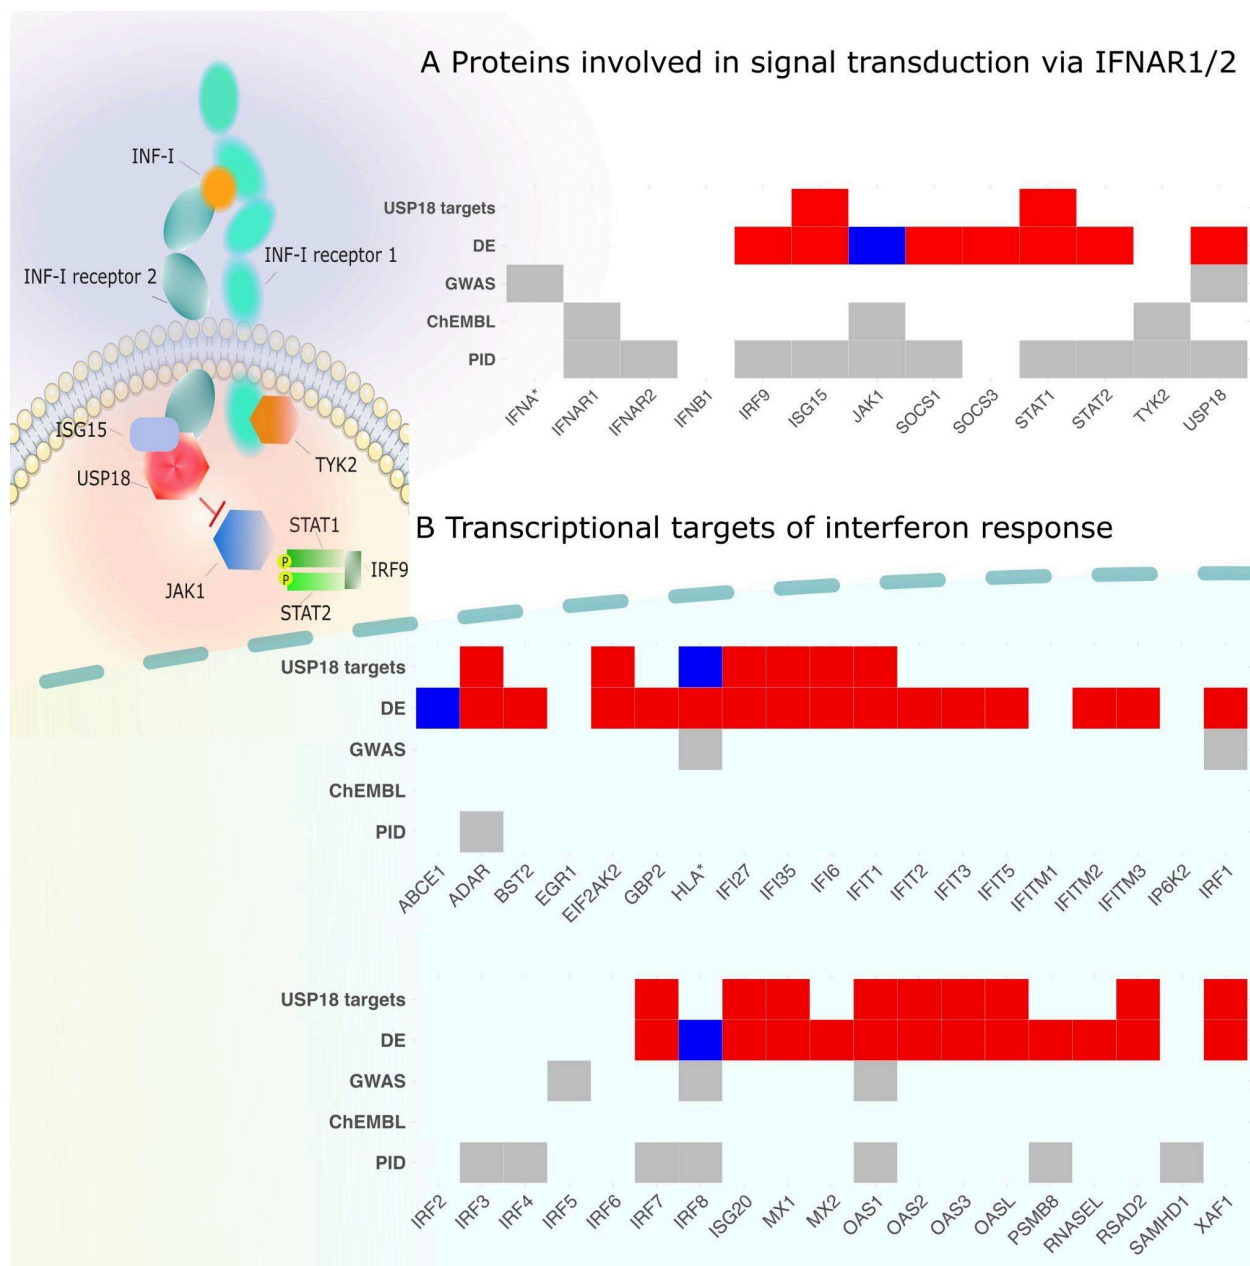 A Proteins involved in signal transduction via IFNAR1/2
INF-I
INF-I receptor 1
INF-I receptor 2
ISG15
USP18
TYK2
STAT1
P
P
IRF9
JAK1
STAT2
USP18 targets
DE
GWAS
ChEMBL
PID
IFNA* IFNAR1 IFNAR2 IFNB1 IRF9 ISG15 JAK1 SOCS1 SOCS3 STAT1 STAT2 TYK2 USP18
B Transcriptional targets of interferon response
USP18 targets
DE
GWAS
ChEMBL
PID
ABCE1 ADAR BST2 EGR1 EIF2AK2 GBP2 HLA* IFI27 IFI35 IFI6 IFIT1 IFIT2 IFIT3 IFIT5 IFITM1 IFITM2 IFITM3 IP6K2 IRF1
USP18 targets
DE
GWAS
ChEMBL
PID
IRF2 IRF3 IRF4 IRF5 IRF6 IRF7 IRF8 ISG20 MX1 MX2 OAS1 OAS2 OAS3 OASL PSMB8 RNASEL RSAD2 SAMHD1 XAF1